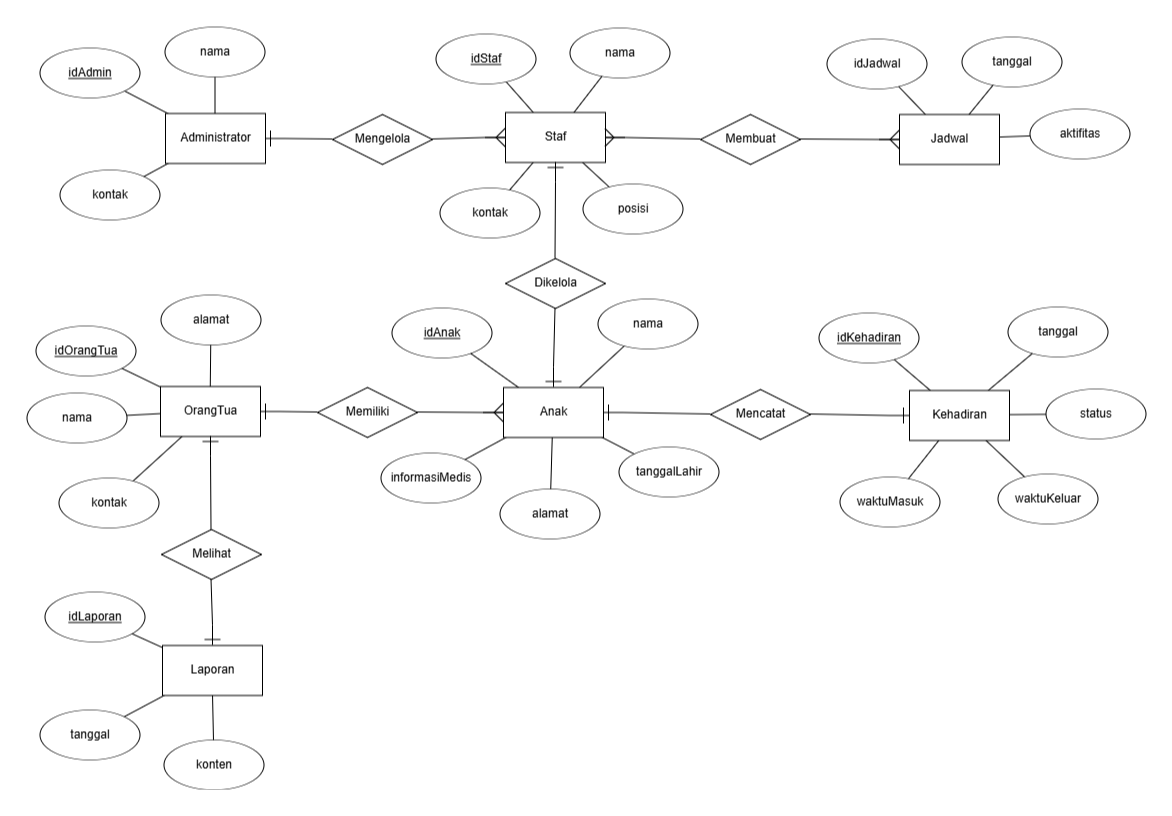 nama
idAdmin
Administrator
kontak
Mengelola
idStaf
nama
Staf
kontak
posisi
Membuat
idJadwal
tanggal
Jadwal
aktifitas
Dikelola
alamat
idOrangTua
nama
OrangTua
kontak
Memiliki
idAnak
nama
Anak
informasiMedis
alamat
tanggalLahir
Mencatat
idKehadiran
tanggal
Kehadiran
status
waktuMasuk
waktuKeluar
Melihat
idLaporan
Laporan
tanggal
konten